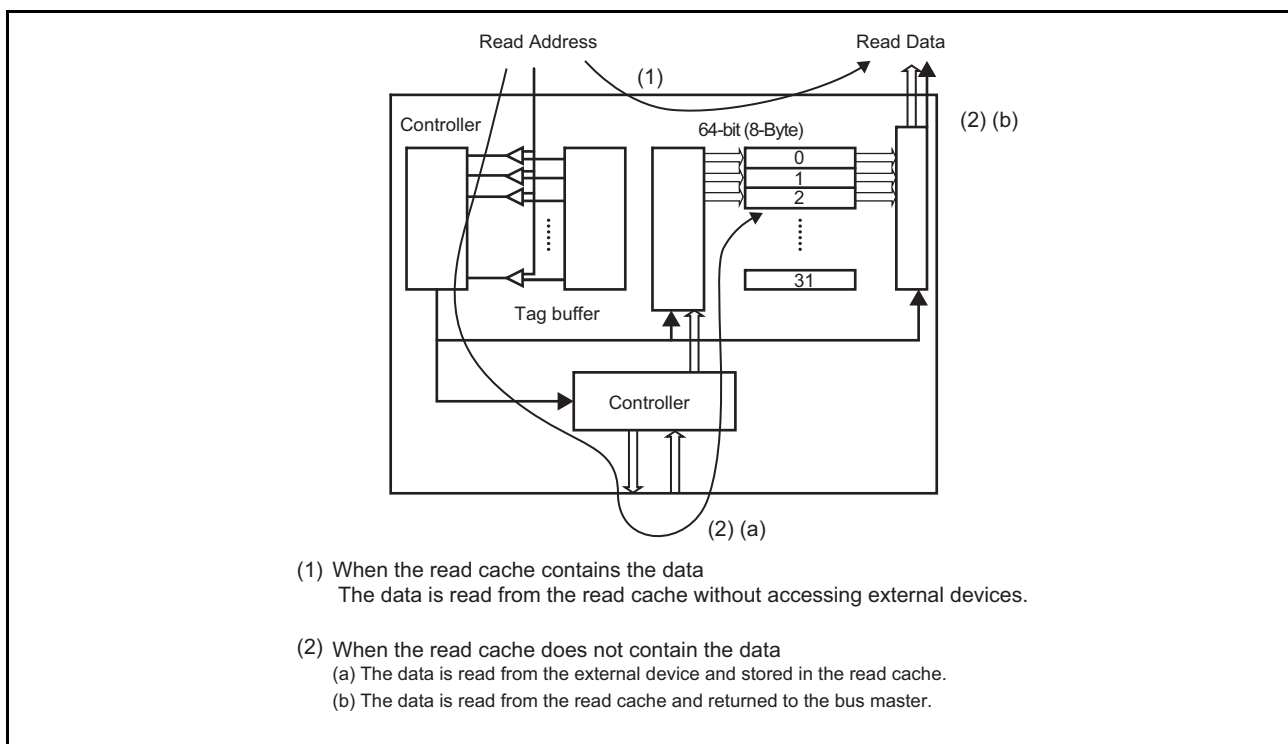 Read Address
Read Data
(1)
Controller
64-bit (8-Byte)
(2) (b)
0
1
2
31
Tag buffer
Controller
(2) (a)
(1) When the read cache contains the data
The data is read from the read cache without accessing external devices.
(2) When the read cache does not contain the data
(a) The data is read from the external device and stored in the read cache.
(b) The data is read from the read cache and returned to the bus master.